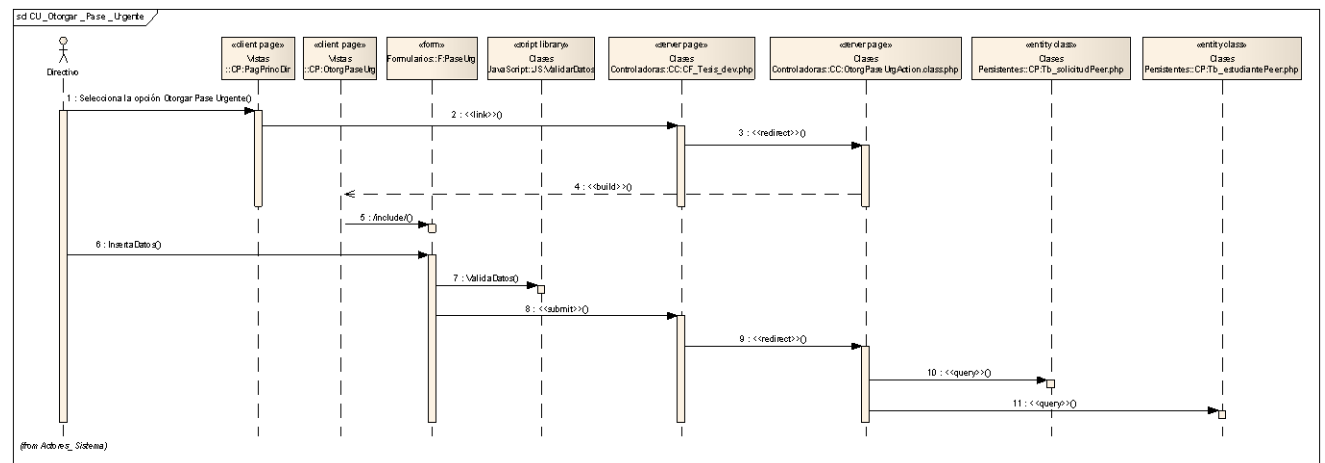 sd CU_Otorgar _Pase _Urgente
Directivo
«client page»
Vistas
::CP:PagPrincDir
«client page»
Vistas
::CP:OtorgPaseUrg
«form»
Formularios::F:PaseUrg
«script library»
Clases
JavaScript::JS:ValidarDatos
«server page»
Clases
Controladoras::CC:CF_Tesis_dev.php
«server page»
Clases
Controladoras::CC:OtorgPaseUrgAction.class.php
«entity class»
Clases
Persistentes::CP:Tb_solicitudPeer.php
«entity class»
Clases
Persistentes::CP:Tb_estudiantePeer.php
1 : Selecciona la opción Otorgar Pase Urgente()
2 : <<link>>()
3 : <<redirect>>()
4 : <<build>>()
5 : /include/()
6 : InsertaDatos()
7 : ValidaDatos()
8 : <<submit>>()
9 : <<redirect>>()
10 : <<query>>()
11 : <<query>>()
(from Actores_ Sistema)